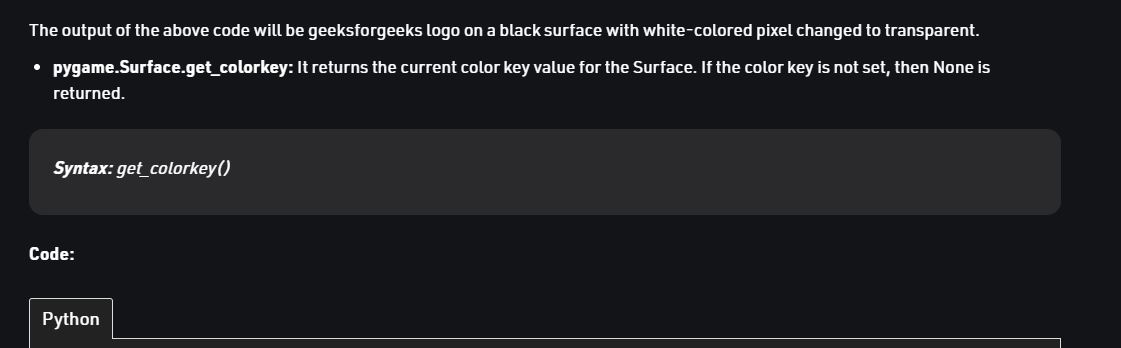 The output of the above code will be geeksforgeeks logo on a black surface with white-colored pixel changed to transparent.
• pygame.Surface.get_colorkey: It returns the current color key value for the Surface. If the color key is not set, then None is
returned.
Syntax: get_colorkey()
Code:
Python